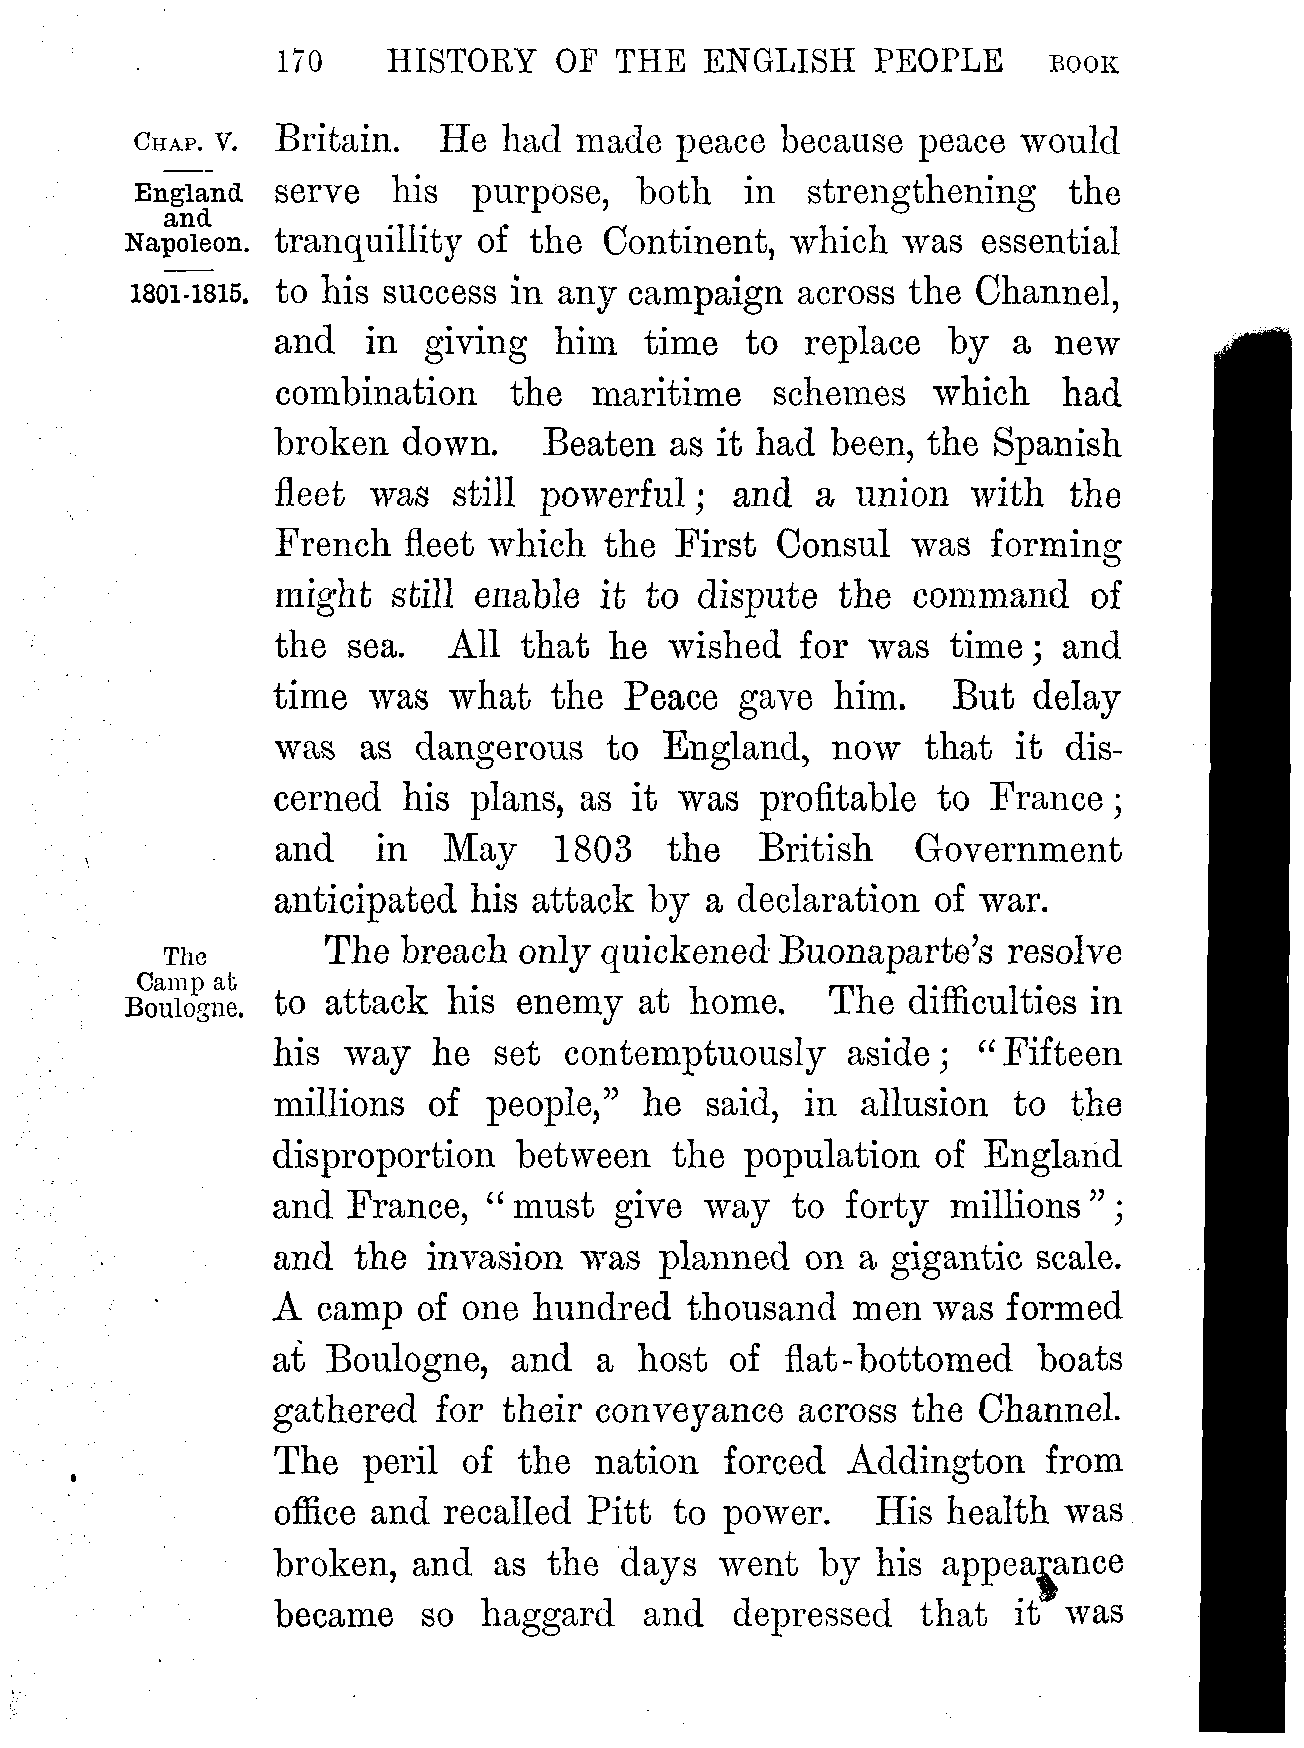 170 HISTORY OF THE ENGLISH PEOPLE BOOK
CHAP. V.
England
and
Napoleon.
1801-1815.
Britain. He had made peace because peace would
serve his purpose, both in strengthening the
tranquillity of the Continent, which was essential
to his success in any campaign across the Channel,
and in giving him time to replace by a new
combination the maritime schemes which had
broken down. Beaten as it had been, the Spanish
fleet was still powerful; and a union with the
French fleet which the First Consul was forming
might still enable it to dispute the command of
the sea. All that he wished for was time; and
time was what the Peace gave him. But delay
was as dangerous to England, now that it dis-
cerned his plans, as it was profitable to France;
and in May 1803 the British Government
anticipated his attack by a declaration of war.
The
Camp at
Boulogne.
The breach only quickened Buonaparte's resolve
to attack his enemy at home. The difficulties in
his way he set contemptuously aside; "Fifteen
millions of people," he said, in allusion to the
disproportion between the population of England
and France, "must give way to forty millions";
and the invasion was planned on a gigantic scale.
A camp of one hundred thousand men was formed
at Boulogne, and a host of flat-bottomed boats
gathered for their conveyance across the Channel.
The peril of the nation forced Addington from
office and recalled Pitt to power. His health was
broken, and as the days went by his appearance
became so haggard and depressed that it was